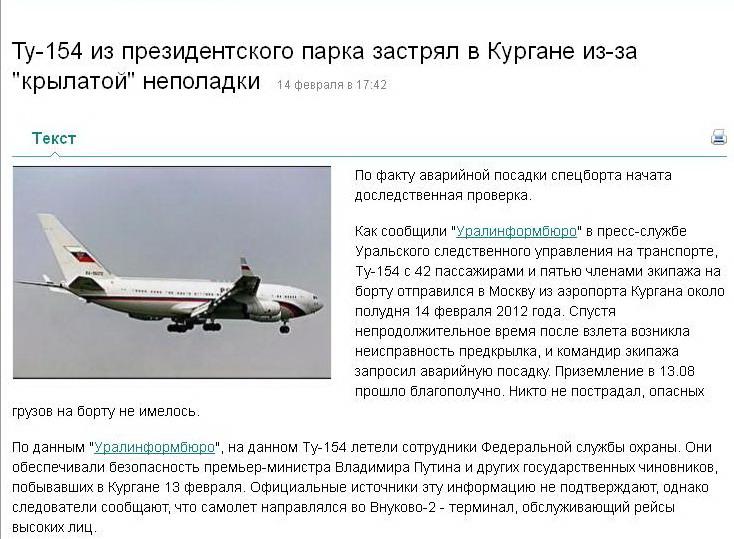 Ту-154 из президентского парка застрял в Кургане из-за
"крылатой" неполадки 14 февраля в 17:42
Текст
По факту аварийной посадки спецборта начата
доследственная проверка.
Как сообщили "Уралинформбюро" в пресс-службе
Уральского следственного управления на транспорте,
Ту-154 с 42 пассажирами и пятью членами экипажа на
борту отправился в Москву из аэропорта Кургана около
полудня 14 февраля 2012 года. Спустя
непродолжительное время после взлета возникла
неисправность предкрылка, и командир экипажа
запросил аварийную посадку. Приземление в 13.08
прошло благополучно. Никто не пострадал, опасных
грузов на борту не имелось.
По данным "Уралинформбюро", на данном Ту-154 летели сотрудники Федеральной службы охраны. Они
обеспечивали безопасность премьер-министра Владимира Путина и других государственных чиновников,
побывавших в Кургане 13 февраля. Официальные источники эту информацию не подтверждают, однако
следователи сообщают, что самолет направлялся во Внуково-2 - терминал, обслуживающий рейсы
высоких лиц.